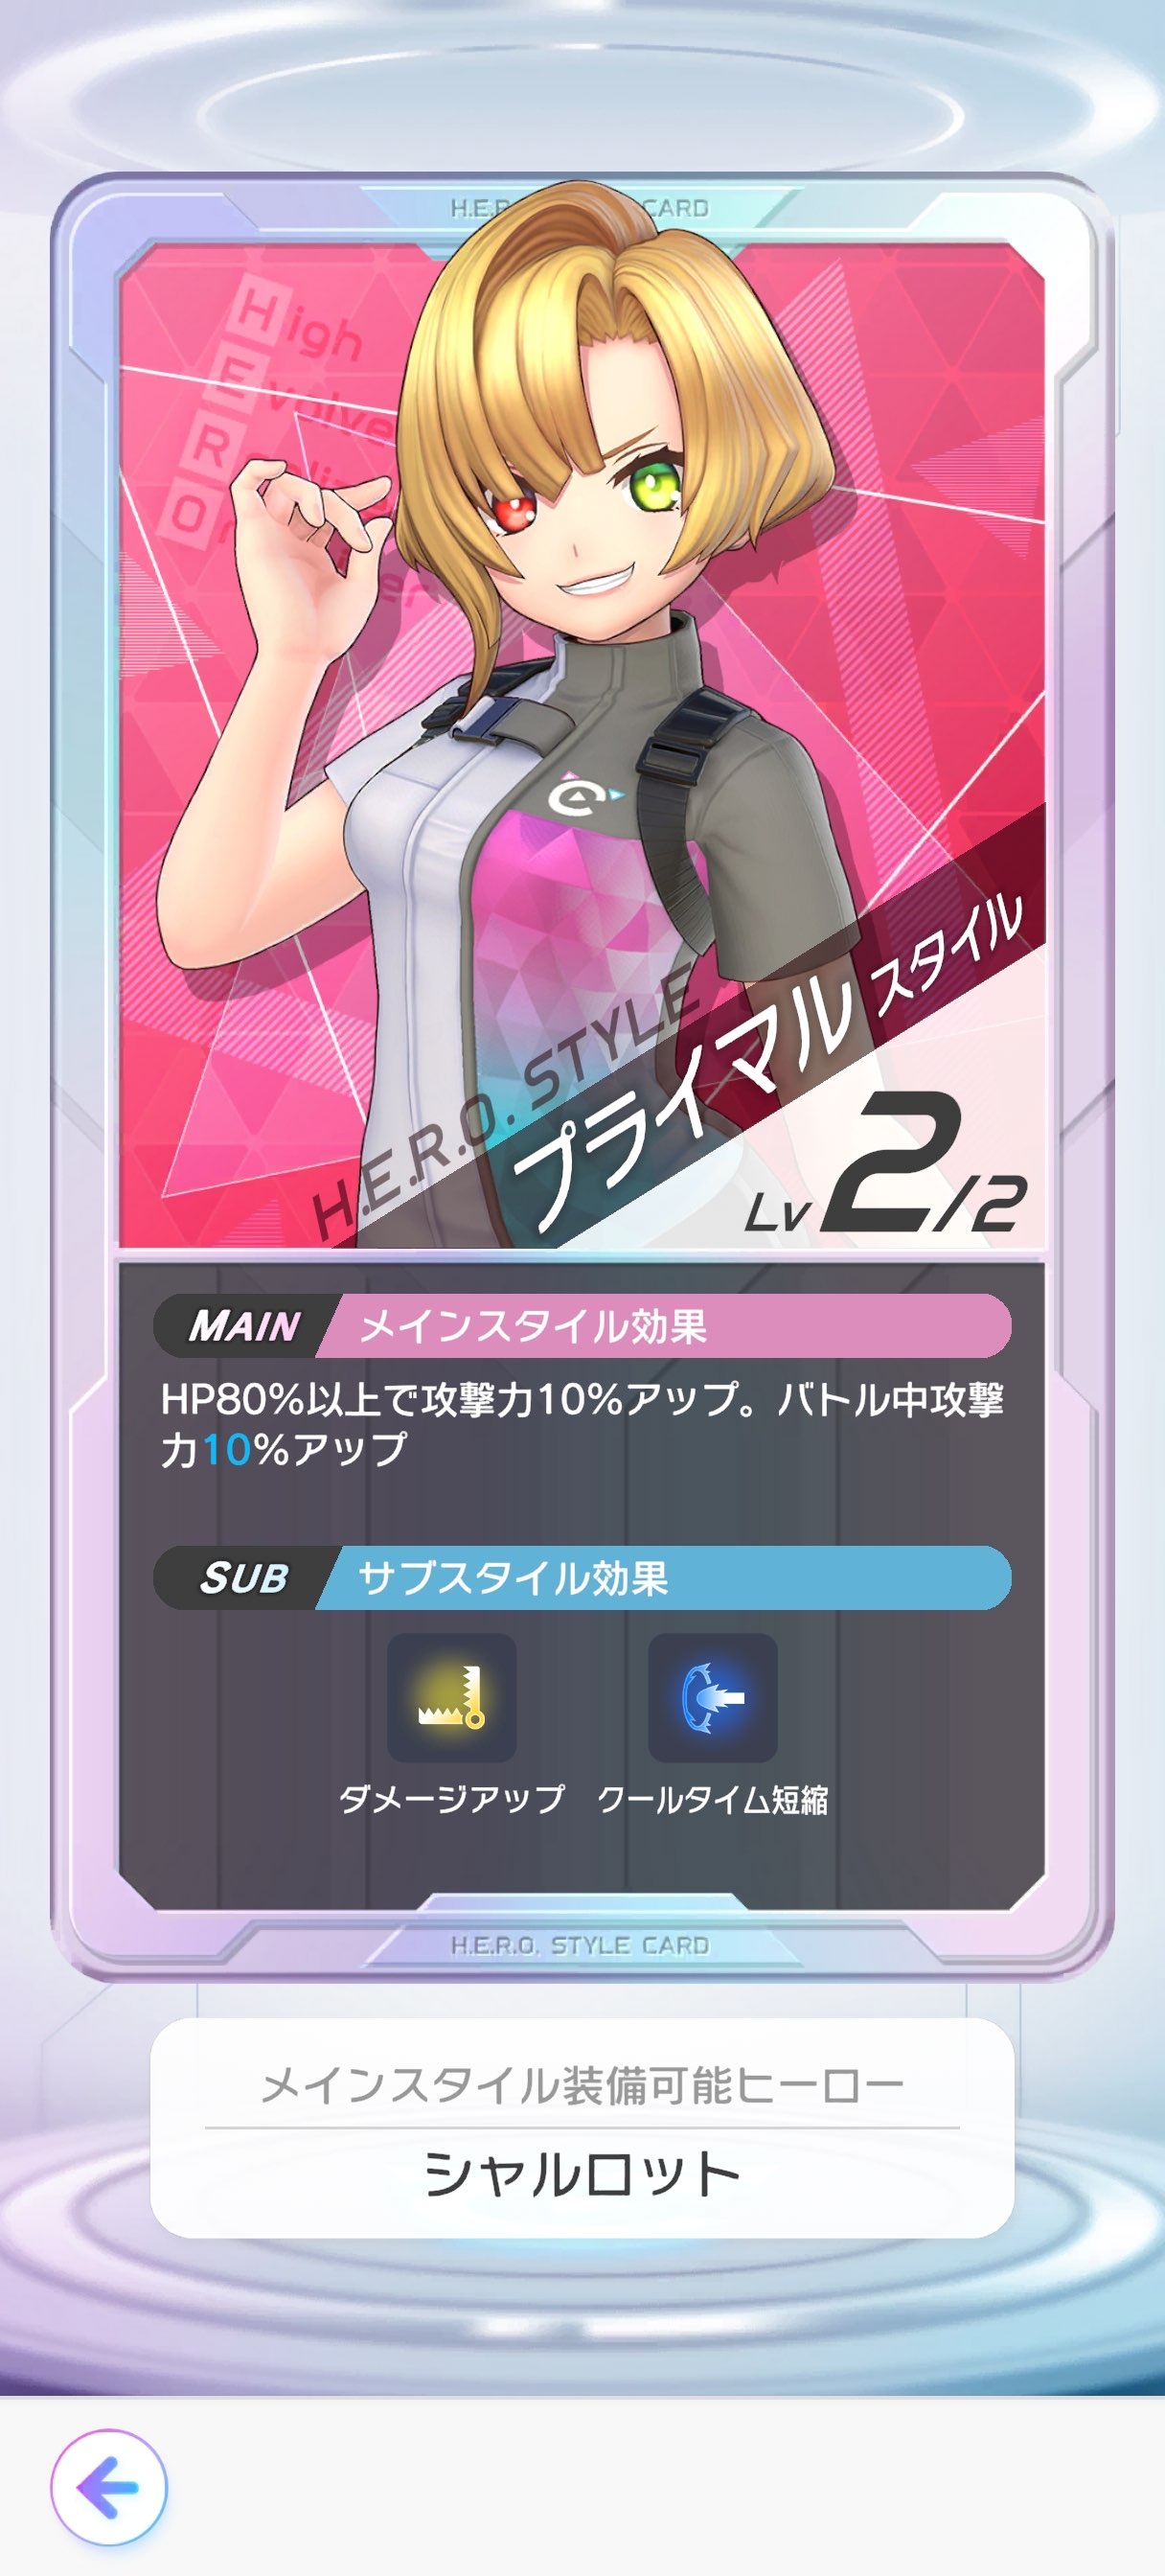 H.E.R CARD
High
Evolve
R
O
H.E.R.O. STYLE
プライマルスタイル
Lv 2/2
MAIN メインスタイル効果
HP80%以上で攻撃力10%アップ。バトル中攻撃
力10%アップ
SUB サブスタイル効果
ダメージアップ クールタイム短縮
H.E.R.O. STYLE CARD
メインスタイル装備可能ヒーロー
シャルロット